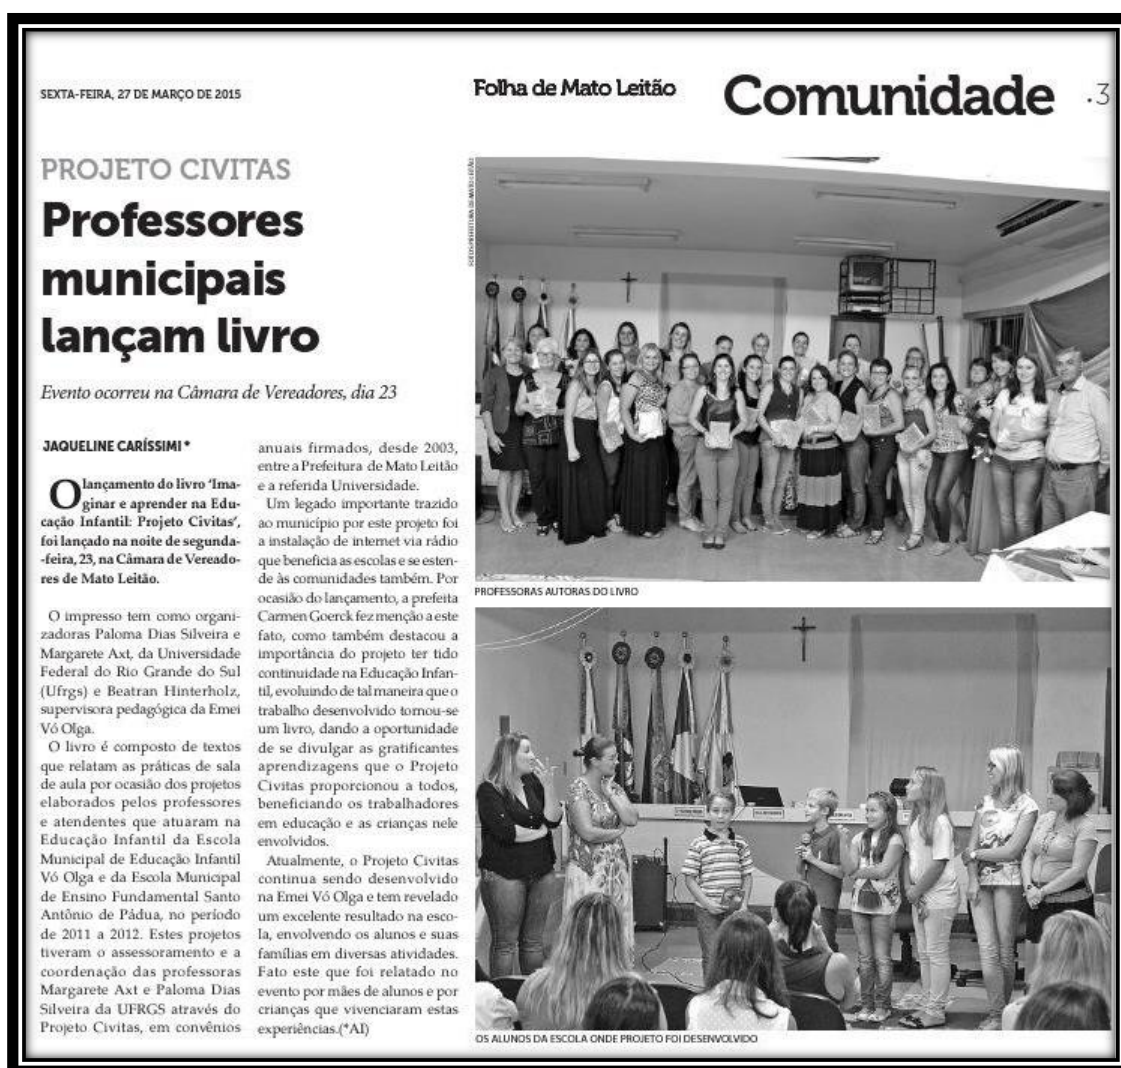 SEXTA-FEIRA, 27 DE MARÇO DE 2015
Folha de Mato Leitão
Comunidade
.3
PROJETO CIVITAS
Professores
municipais
lançam livro
Evento ocorreu na Câmara de Vereadores, dia 23
JAQUELINE CARÍSSIMI *
O lançamento do livro ‘Ima-
ginar e aprender na Edu-
cação Infantil: Projeto Civitas’,
foi lançado na noite de segunda-
-feira, 23, na Câmara de Vereado-
res de Mato Leitão.
O impresso tem como organi-
zadoras Paloma Dias Silveira e
Margarete Axt, da Universidade
Federal do Rio Grande do Sul
(Ufrgs) e Beatran Hinterholz,
supervisora pedagógica da Emei
Vó Olga.
O livro é composto de textos
que relatam as práticas de sala
de aula por ocasião dos projetos
elaborados pelos professores
e atendentes que atuaram na
Educação Infantil da Escola
Municipal de Educação Infantil
Vó Olga e da Escola Municipal
de Ensino Fundamental Santo
Antônio de Pádua, no período
de 2011 a 2012. Estes projetos
tiveram o assessoramento e a
coordenação das professoras
Margarete Axt e Paloma Dias
Silveira da UFRGS através do
Projeto Civitas, em convênios
anuais firmados, desde 2003,
entre a Prefeitura de Mato Leitão
e a referida Universidade.
Um legado importante trazido
ao município por este projeto foi
a instalação de internet via rádio
que beneficia as escolas e se esten-
de às comunidades também. Por
ocasião do lançamento, a prefeita
Carmen Goerck fez menção a este
fato, como também destacou a
importância do projeto ter tido
continuidade na Educação Infan-
til, evoluindo de tal maneira que o
trabalho desenvolvido tornou-se
um livro, dando a oportunidade
de se divulgar as gratificantes
aprendizagens que o Projeto
Civitas proporcionou a todos,
beneficiando os trabalhadores
em educação e as crianças nele
envolvidos.
Atualmente, o Projeto Civitas
continua sendo desenvolvido
na Emei Vó Olga e tem revelado
um excelente resultado na esco-
la, envolvendo os alunos e suas
famílias em diversas atividades.
Fato este que foi relatado no
evento por mães de alunos e por
crianças que vivenciaram estas
experiências.(*AI)
FOTOS PREFEITURA DE MATO LEITÃO
PROFESSORAS AUTORAS DO LIVRO
OS ALUNOS DA ESCOLA ONDE PROJETO FOI DESENVOLVIDO